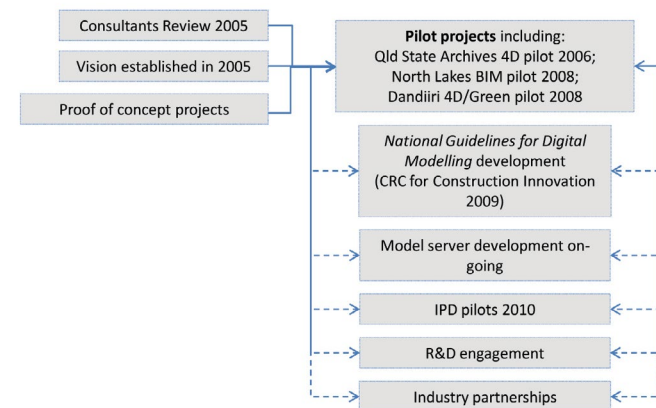 Consultants Review 2005
Vision established in 2005
Proof of concept projects
Pilot projects including:
Qld State Archives 4D pilot 2006;
North Lakes BIM pilot 2008;
Dandiiri 4D/Green pilot 2008
National Guidelines for Digital
Modelling development
(CRC for Construction Innovation
2009)
Model server development on-
going
IPD pilots 2010
R&D engagement
Industry partnerships